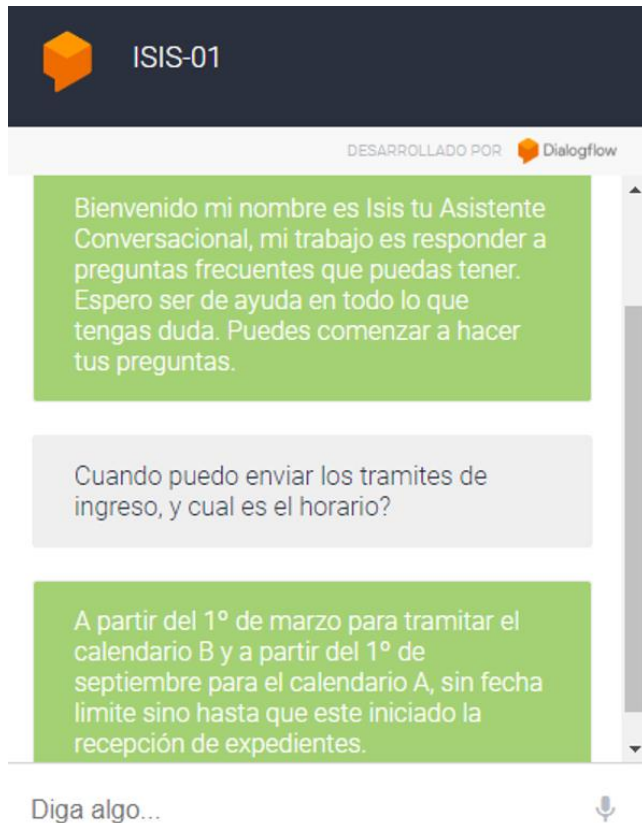 ISIS-01
DESARROLLADO POR Dialogflow
Bienvenido mi nombre es Isis tu Asistente
Conversacional, mi trabajo es responder a
preguntas frecuentes que puedas tener.
Espero ser de ayuda en todo lo que
tengas duda. Puedes comenzar a hacer
tus preguntas.
Cuando puedo enviar los tramites de
ingreso, y cual es el horario?
A partir del 1º de marzo para tramitar el
calendario B y a partir del 1º de
septiembre para el calendario A, sin fecha
limite sino hasta que este iniciado la
recepción de expedientes.
Diga algo...